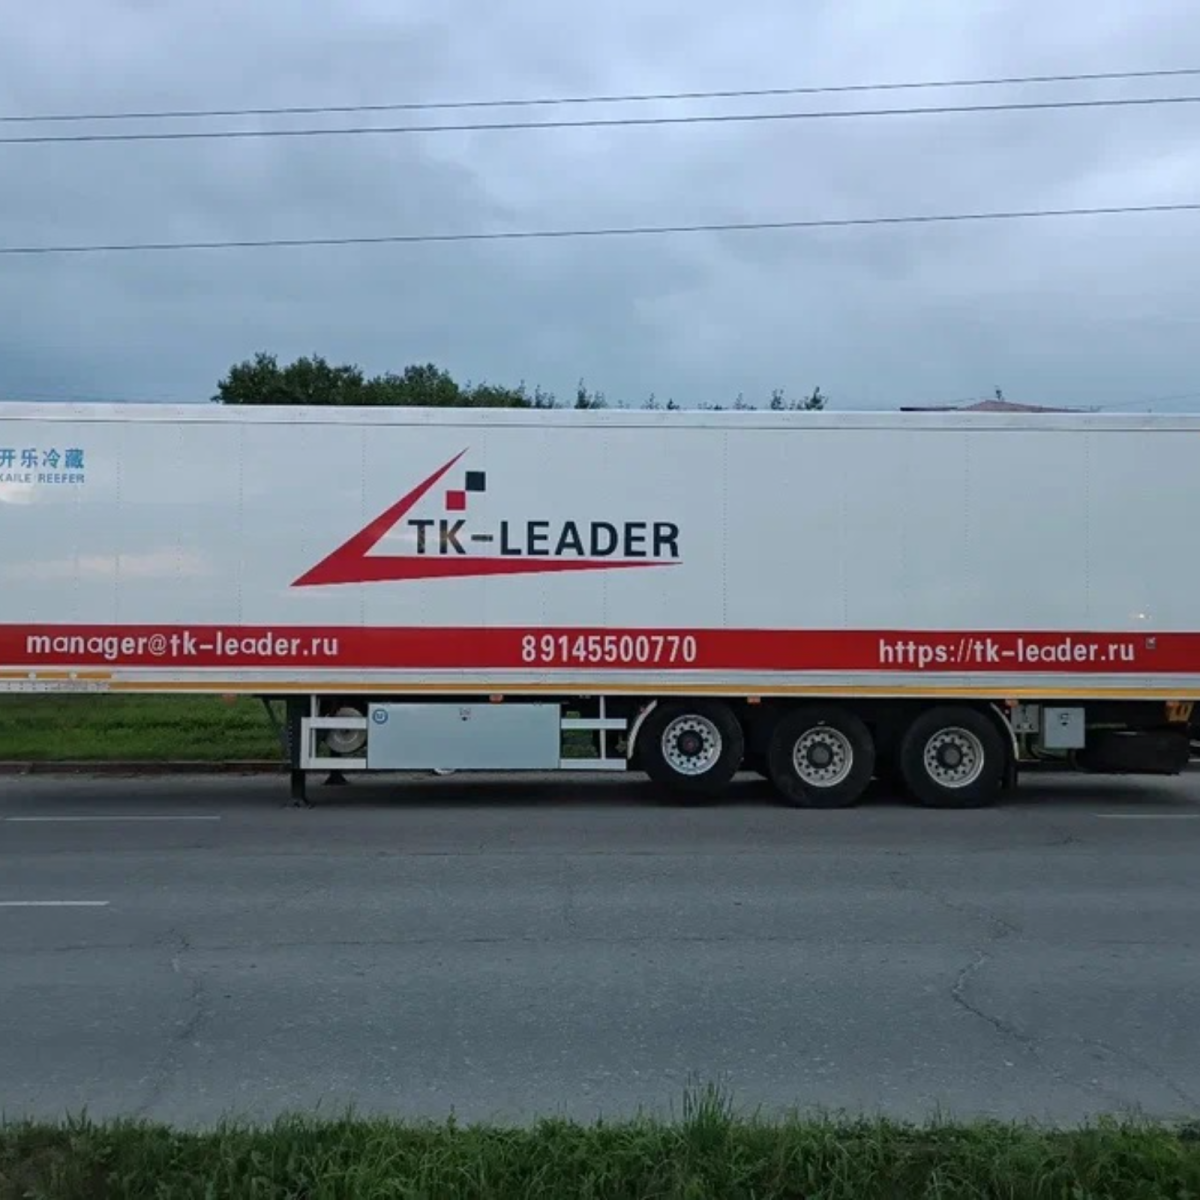 开乐冷藏
KAILE REEFER
TK-LEADER
manager@tk-leader.ru 89145500770 https://tk-leader.ru